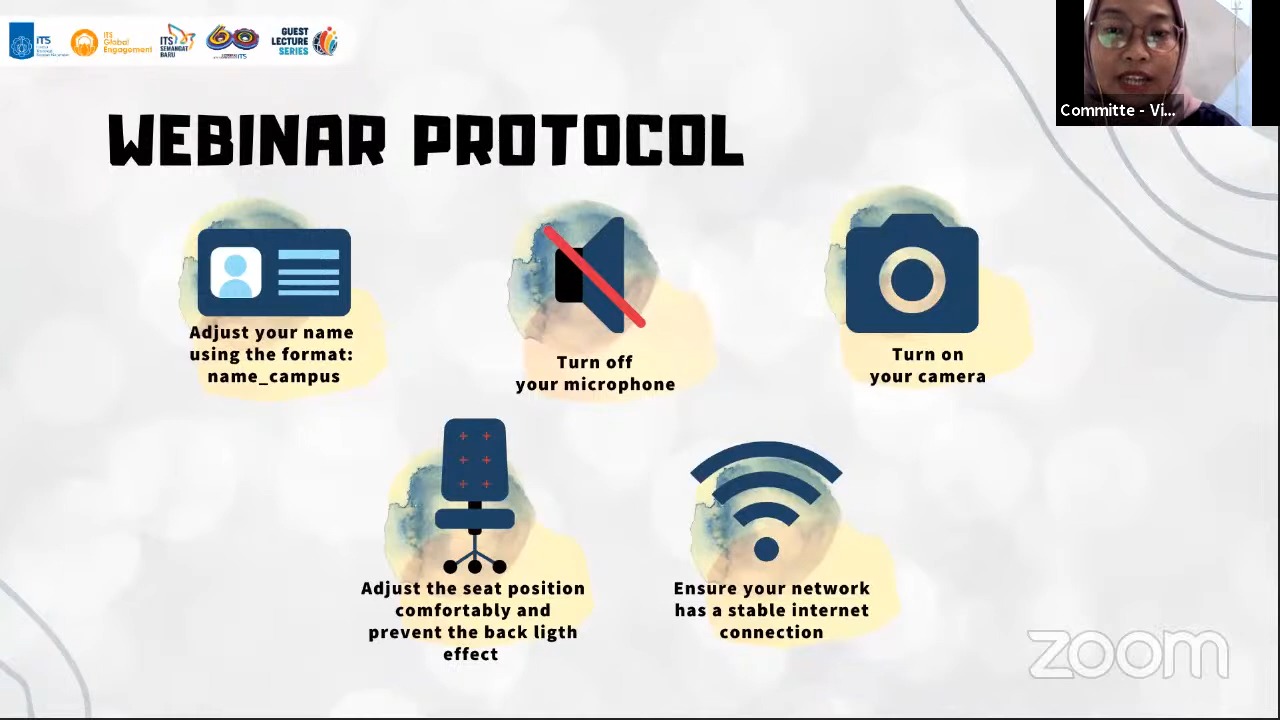 ITS
ITS
Global
Engagement
ITS
SEMANGAT
BARU
ITS
GUEST
LECTURE
SERIES
Committe - Vi...
WEBINAR PROTOCOL
Adjust your name
using the format:
name_campus
Turn off
your microphone
Turn on
your camera
Adjust the seat position
comfortably and
prevent the back ligth
effect
Ensure your network
has a stable internet
connection
zoom